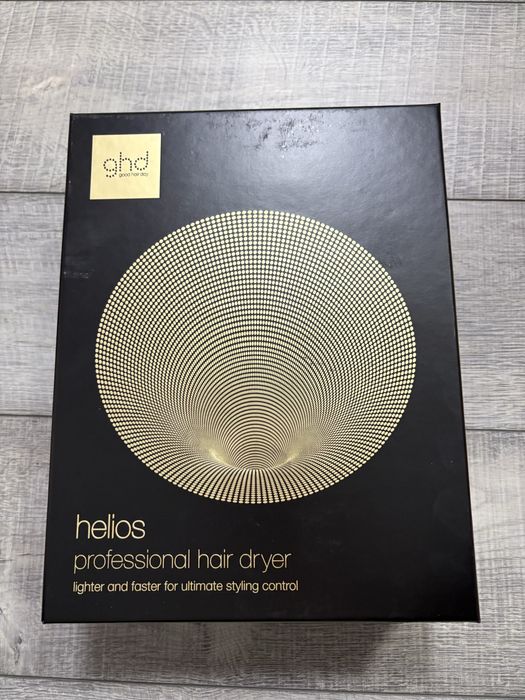 ghd
good hair day
helios
professional hair dryer
lighter and faster for ultimate styling control